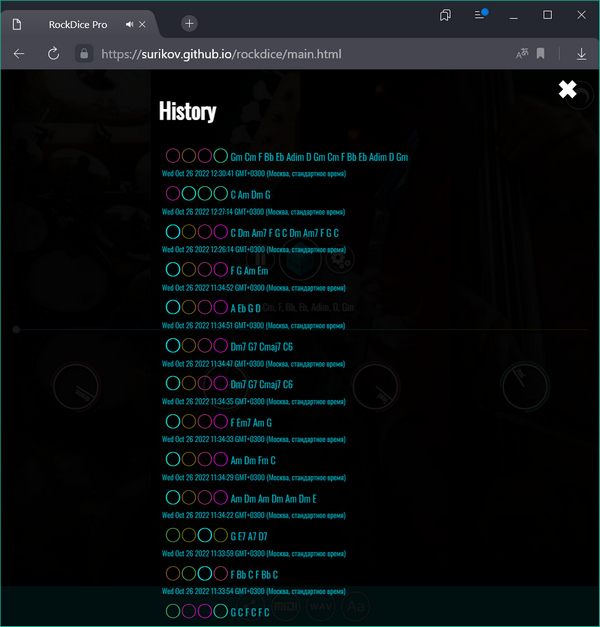 RockDice Pro
https://surikov.github.io/rockdice/main.html
History
Gm Cm F Bb Eb Adim D Gm Cm F Bb Eb Adim D Gm
Wed Oct 26 2022 12:30:41 GMT+0300 (Москва, стандартное время)
C Am Dm G
Wed Oct 26 2022 12:27:14 GMT+0300 (Москва, стандартное время)
C Dm Am7 F G C Dm Am7 F G C
Wed Oct 26 2022 12:26:14 GMT+0300 (Москва, стандартное время)
F G Am Em
Wed Oct 26 2022 11:34:52 GMT+0300 (Москва, стандартное время)
A Eb G D
Cm, F, Bb, Eb, Adim, D, Gm
Wed Oct 26 2022 11:34:51 GMT+0300 (Москва, стандартное время)
Dm7 G7 Cmaj7 C6
Wed Oct 26 2022 11:34:47 GMT+0300 (Москва, стандартное время)
Dm7 G7 Cmaj7 C6
Wed Oct 26 2022 11:34:35 GMT+0300 (Москва, стандартное время)
F Em7 Am G
Wed Oct 26 2022 11:34:33 GMT+0300 (Москва, стандартное время)
Am Dm Fm C
Wed Oct 26 2022 11:34:29 GMT+0300 (Москва, стандартное время)
Am Dm Am Dm Am Dm E
Wed Oct 26 2022 11:34:22 GMT+0300 (Москва, стандартное время)
G E7 A7 D7
Wed Oct 26 2022 11:33:59 GMT+0300 (Москва, стандартное время)
F Bb C F Bb C
Wed Oct 26 2022 11:33:54 GMT+0300 (Москва, стандартное время)
G C F C F C
WAV Aa